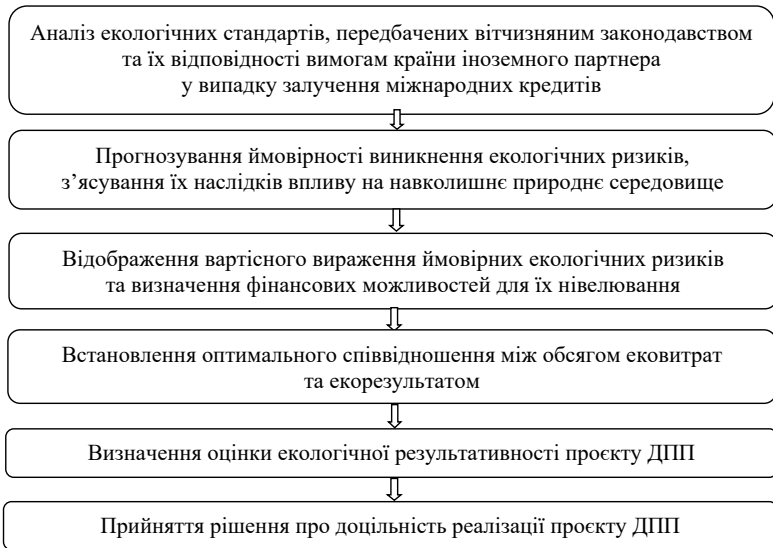 Аналіз екологічних стандартів, передбачених вітчизняним законодавством
та їх відповідності вимогам країни іноземного партнера
у випадку залучення міжнародних кредитів
Прогнозування ймовірності виникнення екологічних ризиків,
з’ясування їх наслідків впливу на навколишнє природнє середовище
Відображення вартісного вираження ймовірних екологічних ризиків
та визначення фінансових можливостей для їх нівелювання
Встановлення оптимального співвідношення між обсягом ековитрат
та екорезультатом
Визначення оцінки екологічної результативності проєкту ДПП
Прийняття рішення про доцільність реалізації проєкту ДПП